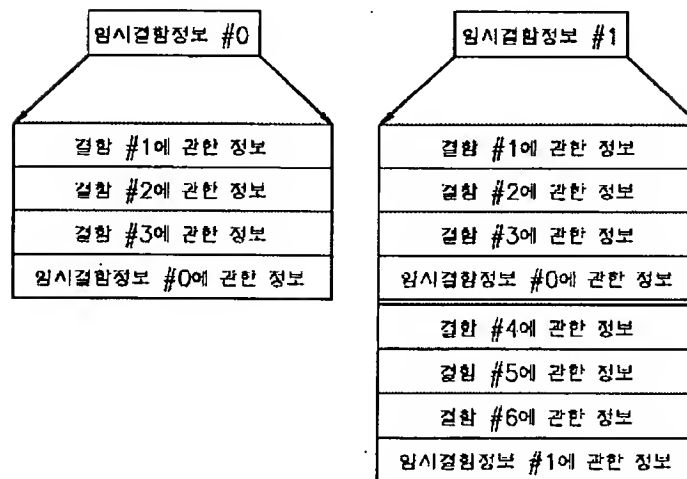 임시결함정보 #0
결함 #1에 관한 정보
결함 #2에 관한 정보
결함 #3에 관한 정보
임시결함정보 #0에 관한 정보
임시결함정보 #1
결함 #1에 관한 정보
결함 #2에 관한 정보
결함 #3에 관한 정보
임시결함정보 #0에 관한 정보
결함 #4에 관한 정보
결함 #5에 관한 정보
결함 #6에 관한 정보
임시결함정보 #1에 관한 정보